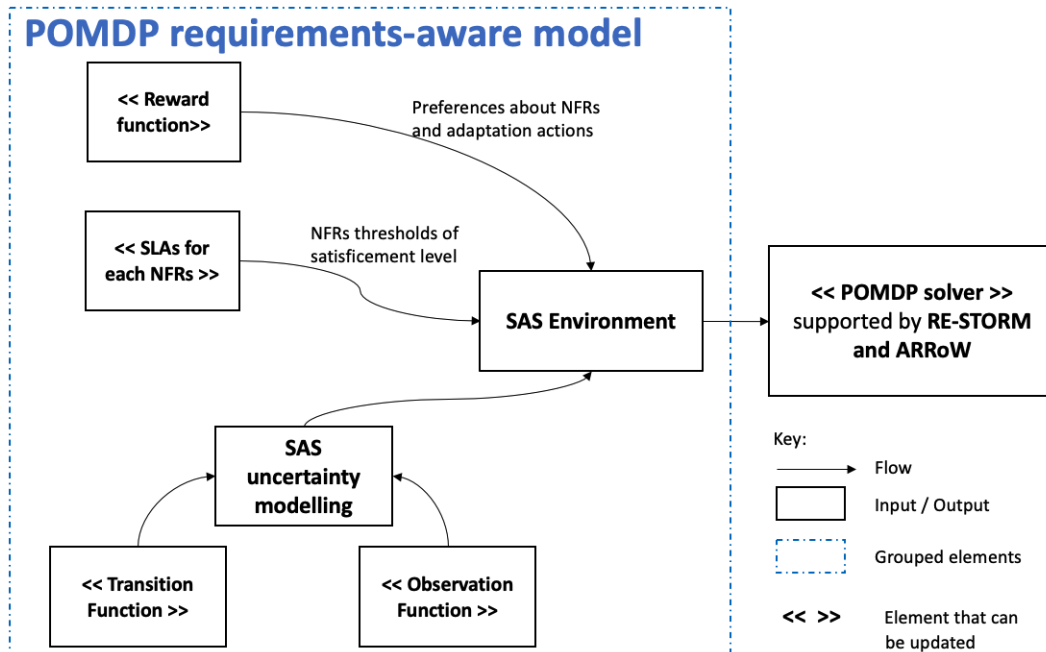 POMDP requirements-aware model
<< Reward
function>>
Preferences about NFRs
and adaptation actions
<< SLAs for
each NFRs >>
NFRs thresholds of
satisficement level
SAS Environment
<< POMDP solver >>
supported by RE-STORM
and ARRoW
SAS
uncertainty
modelling
<< Transition
Function >>
<< Observation
Function >>
Key:
Flow
Input / Output
Grouped elements
<< >> Element that can
be updated